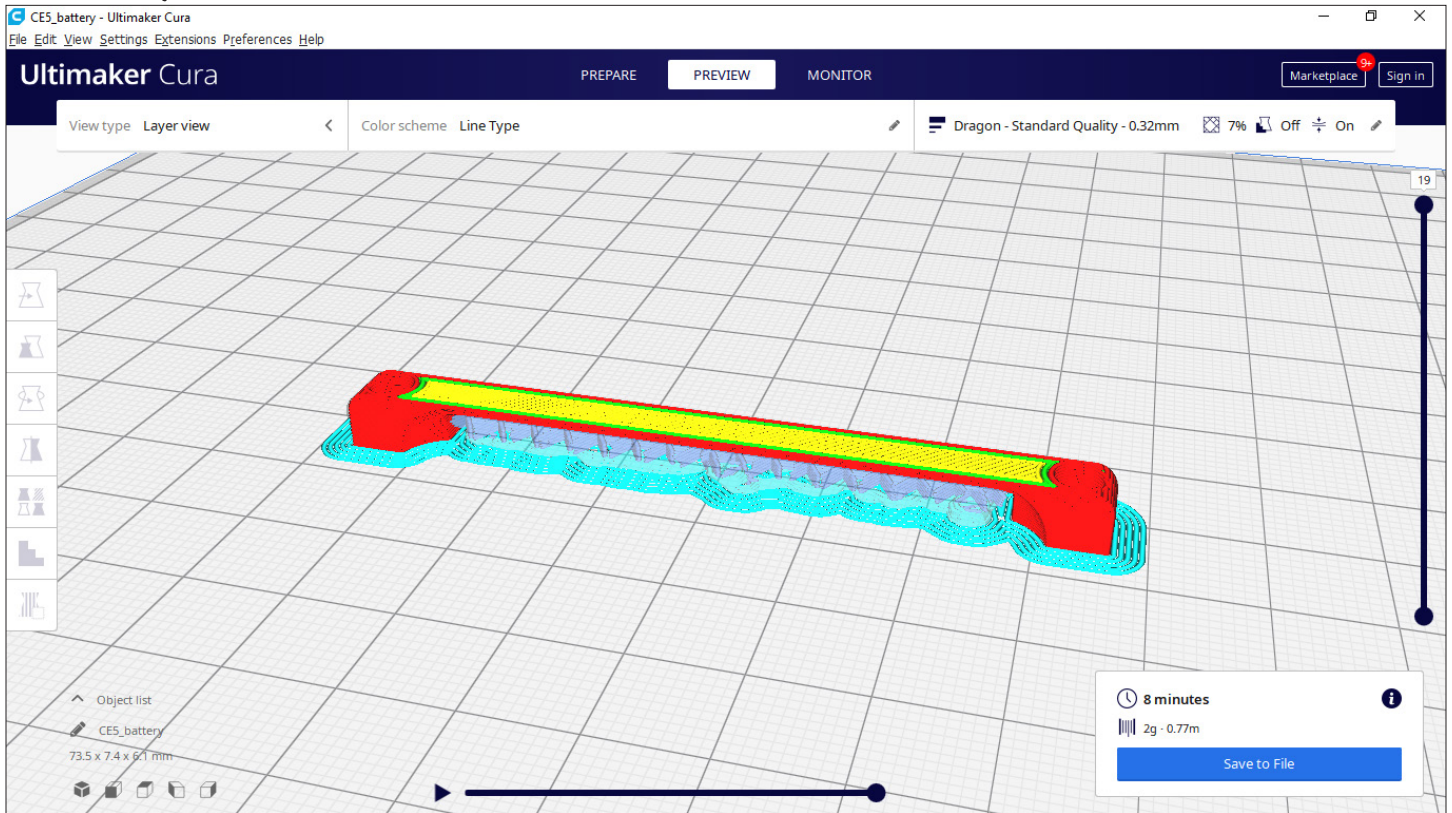 CE5_battery - Ultimaker Cura
File Edit View Settings Extensions Preferences Help
Ultimaker Cura
PREPARE PREVIEW MONITOR
Marketplace 9+ Sign in
View type Layer view
Color scheme Line Type
Dragon - Standard Quality - 0.32mm 7% Off On
19
Object list
CE5_battery
73.5 x 7.4 x 6.1 mm
8 minutes
2g · 0.77m
Save to File